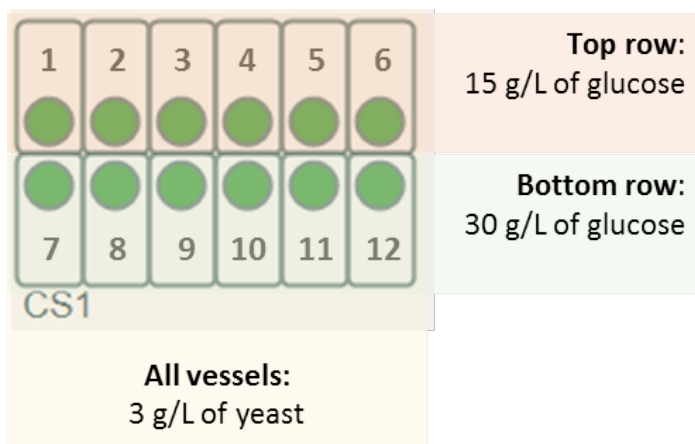 1 2 3 4 5 6
Top row:
15 g/L of glucose
7 8 9 10 11 12
Bottom row:
30 g/L of glucose
CS1
All vessels:
3 g/L of yeast